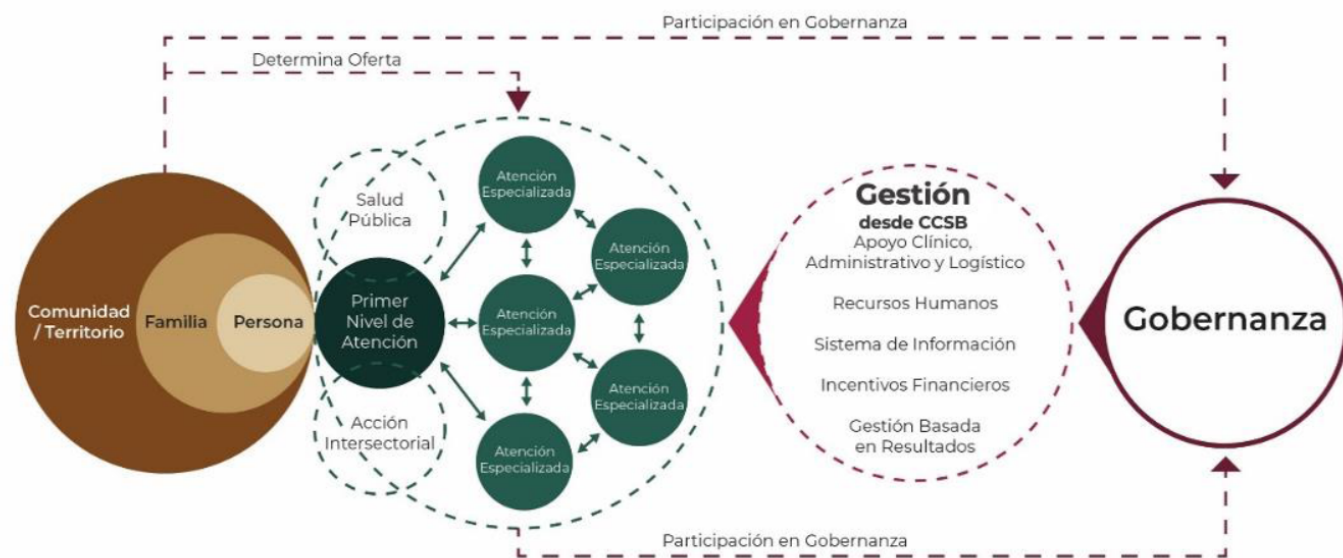 Participación en Gobernanza
Determina Oferta
Comunidad
/ Territorio
Familia
Persona
Salud
Pública
Primer
Nivel de
Atención
Acción
Intersectorial
Atención
Especializada
Atención
Especializada
Atención
Especializada
Atención
Especializada
Atención
Especializada
Gestión
desde CCSB
Apoyo Clínico,
Administrativo y Logístico
Recursos Humanos
Sistema de Información
Incentivos Financieros
Gestión Basada
en Resultados
Gobernanza
Participación en Gobernanza